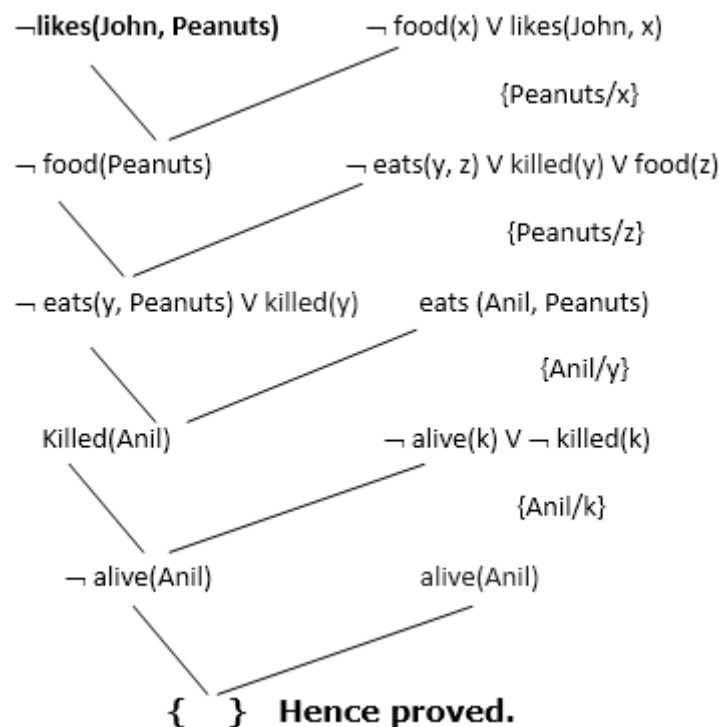 ¬likes(John, Peanuts) ¬ food(x) V likes(John, x)
{Peanuts/x}
¬ food(Peanuts) ¬ eats(y, z) V killed(y) V food(z)
{Peanuts/z}
¬ eats(y, Peanuts) V killed(y) eats (Anil, Peanuts)
{Anil/y}
Killed(Anil) ¬ alive(k) V ¬ killed(k)
{Anil/k}
¬ alive(Anil) alive(Anil)
{ } Hence proved.